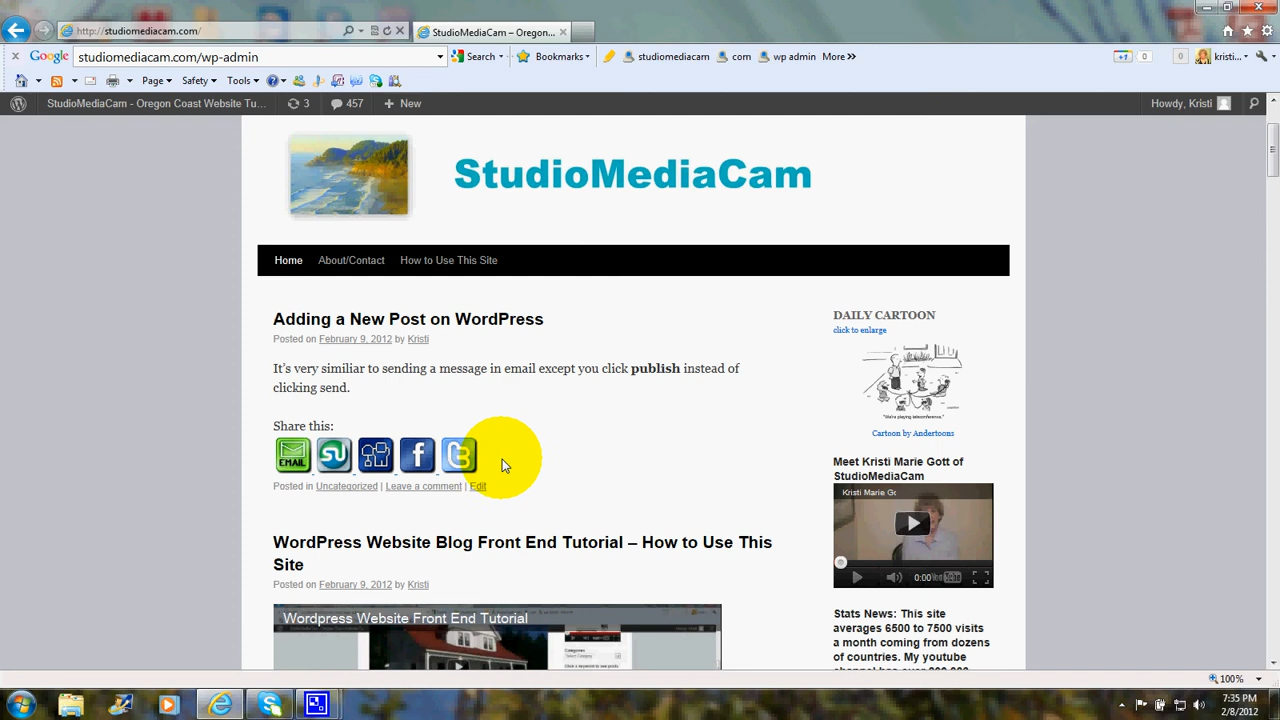 http://studiomediacam.com/
StudioMediaCam – Oregon...
Google
studiomediacam.com/wp-admin
Search
Bookmarks
studiomediacam
com
wp admin
More »
+1
0
0
kristi...
Page
Safety
Tools
StudioMediaCam - Oregon Coast Website Tu...
3
457
+ New
Howdy, Kristi
StudioMediaCam
Home
About/Contact
How to Use This Site
Adding a New Post on WordPress
Posted on February 9, 2012 by Kristi
It's very similiar to sending a message in email except you click publish instead of
clicking send.
Share this:
EMAIL
Posted in Uncategorized | Leave a comment | Edit
WordPress Website Blog Front End Tutorial – How to Use This
Site
Posted on February 9, 2012 by Kristi
Wordpress Website Front End Tutorial
DAILY CARTOON
click to enlarge
"We're playing teleconference."
Cartoon by Andertoons
Meet Kristi Marie Gott of
StudioMediaCam
Kristi Marie Go
0:00
Stats News: This site
averages 6500 to 7500 visits
a month coming from dozens
of countries. My youtube
100%
7:35 PM
2/8/2012